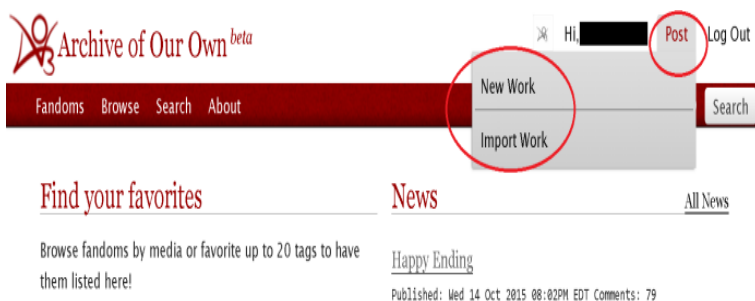 Archive of Our Own beta
Hi, Post Log Out
New Work
Import Work
Fandoms Browse Search About Search
Find your favorites
Browse fandoms by media or favorite up to 20 tags to have
them listed here!
News All News
Happy Ending
Published: Wed 14 Oct 2015 08:02PM EDT Comments: 79